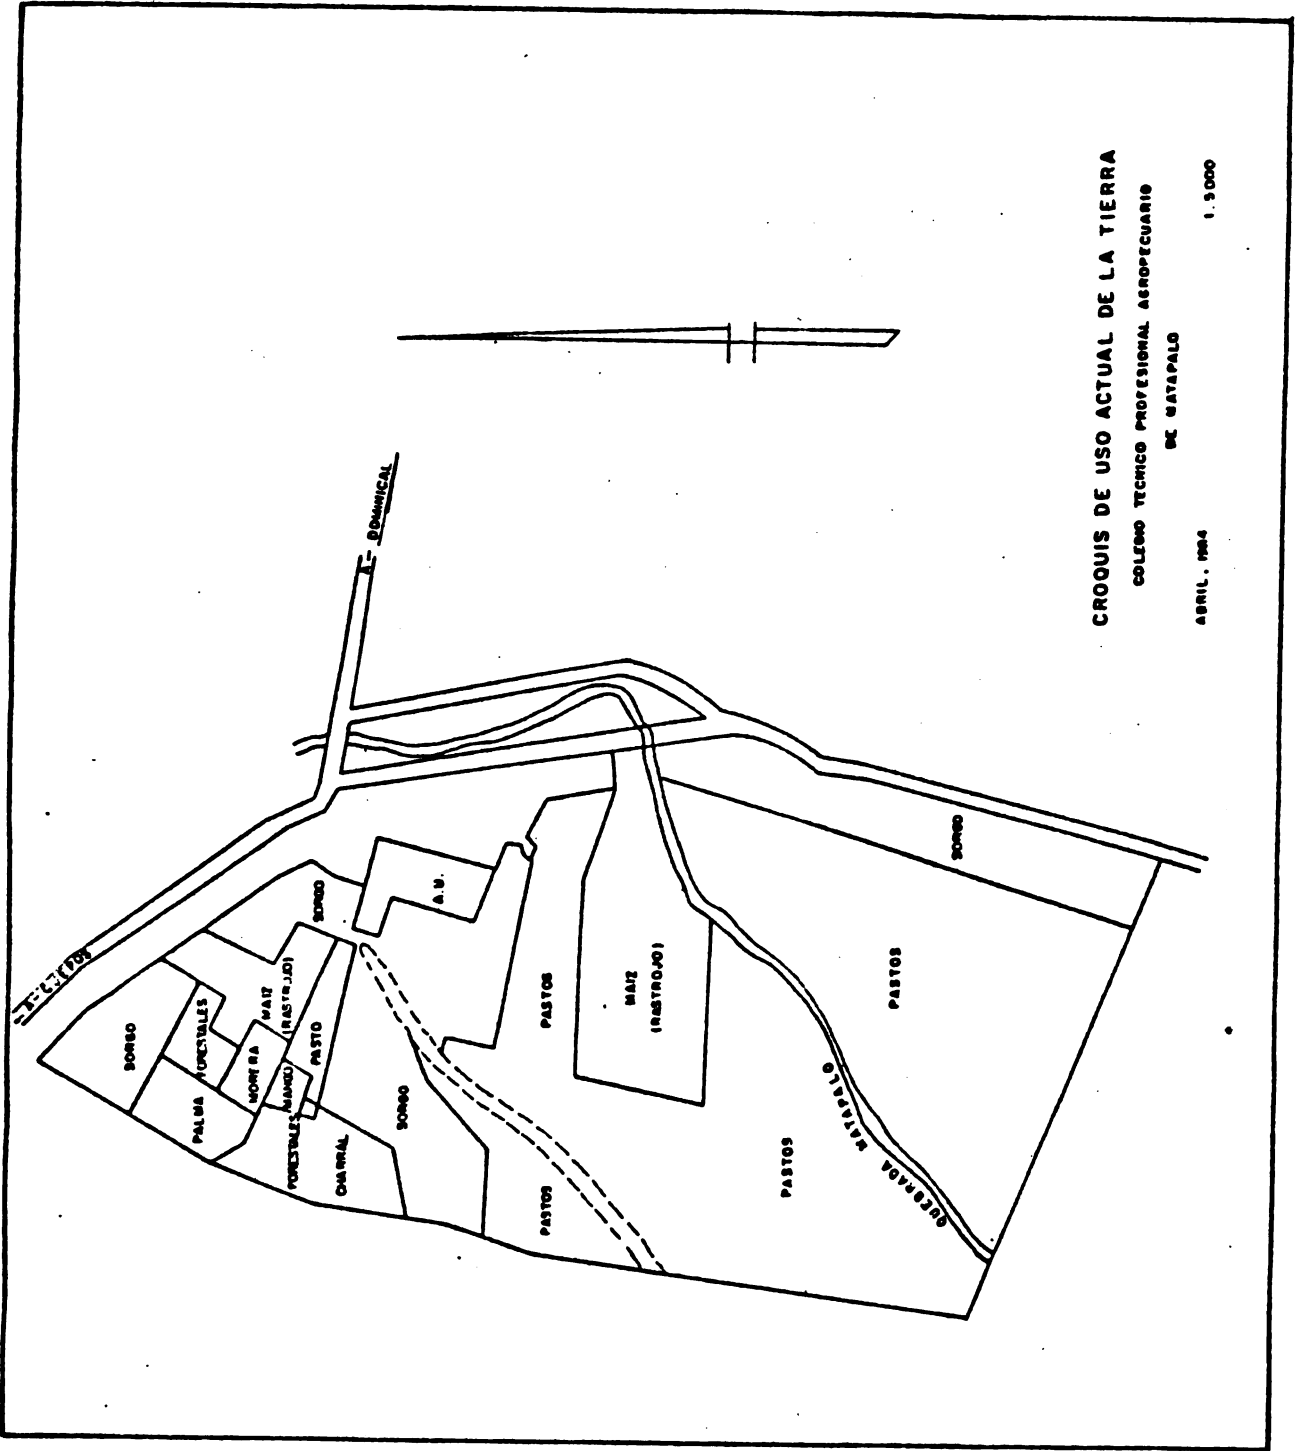 CROQUIS DE USO ACTUAL DE LA TIERRA
COLEGIO TECNICO PROFESIONAL AGROPECUARIO
DE MATAPALO
ABRIL, 1984
1.5000
A- DOMINICAL
SORGO
FORESTALES
PALMA
MORERA
MAIZ
(RASTROJO)
MANGO
PASTO
FORESTALES
CHARRAL
SORGO
SORGO
A.U.
PASTOS
PASTOS
MAIZ
(RASTROJO)
PASTOS
PASTOS
SORGO
QUEBRADA MATAPALO